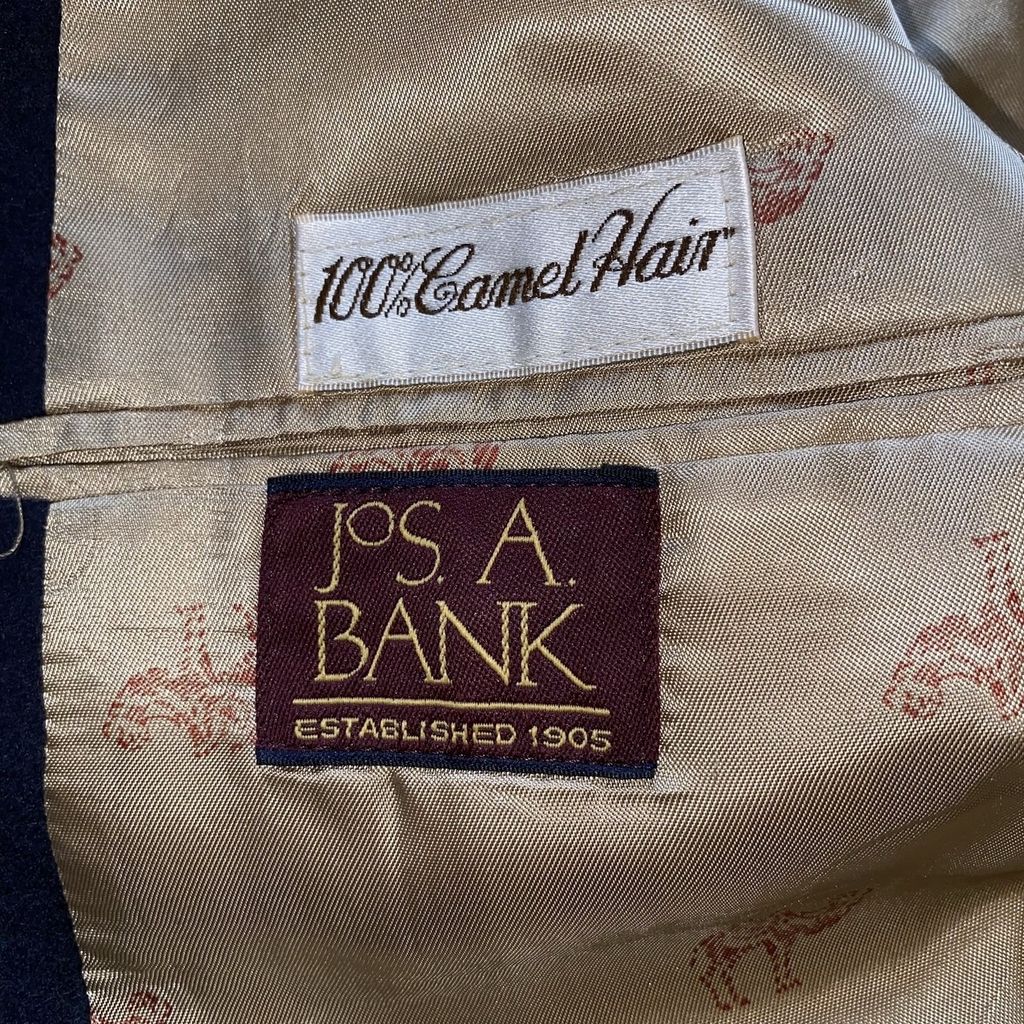 100% Camel Hair
JOS. A.
BANK
ESTABLISHED 1905